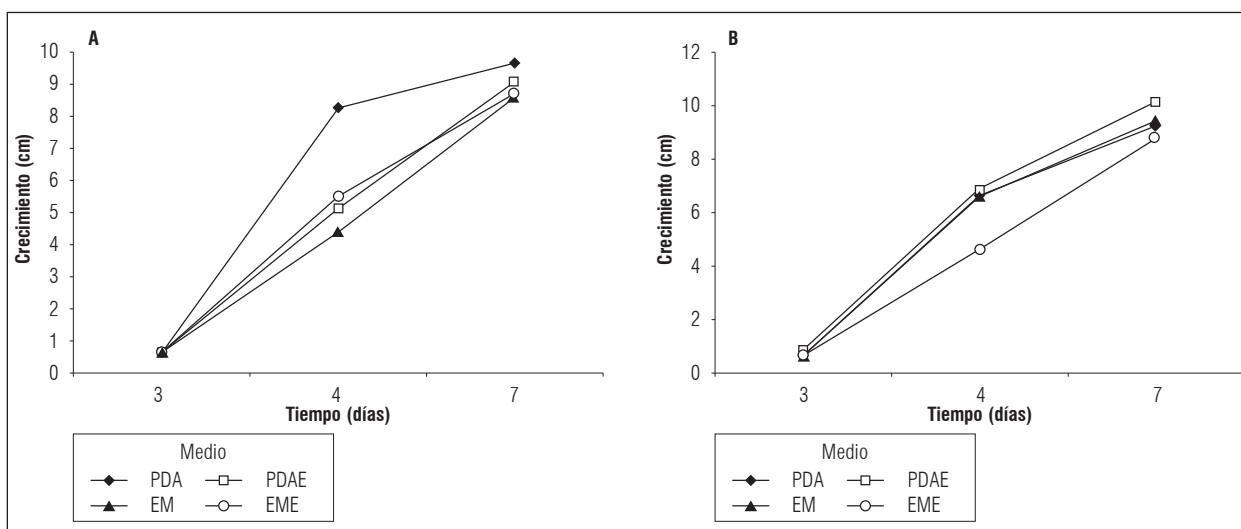 A
Crecimiento (cm)
10
9
8
7
6
5
4
3
2
1
0
3 4 7
Tiempo (días)
Medio
PDA PDAE
EM EME
B
Crecimiento (cm)
12
10
8
6
4
2
0
3 4 7
Tiempo (días)
Medio
PDA PDAE
EM EME